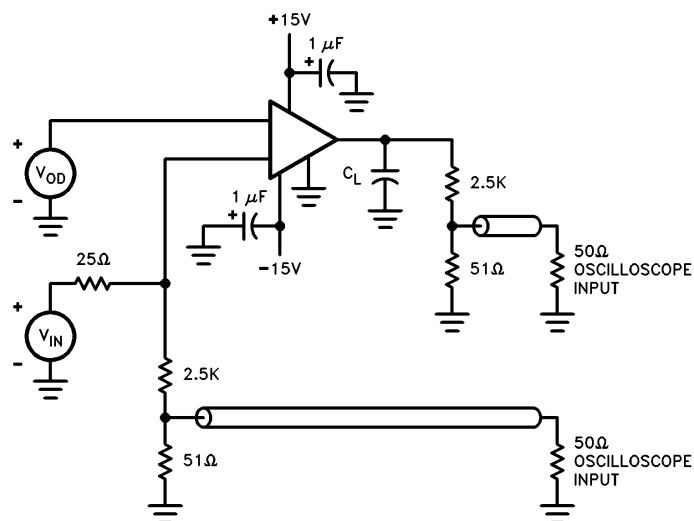 +15V
+ 1 μF
+
V_OD
-
C_L
2.5K
1 μF
+
-15V
25Ω
51Ω
50Ω
OSCILLOSCOPE
INPUT
+
V_IN
-
2.5K
51Ω
50Ω
OSCILLOSCOPE
INPUT